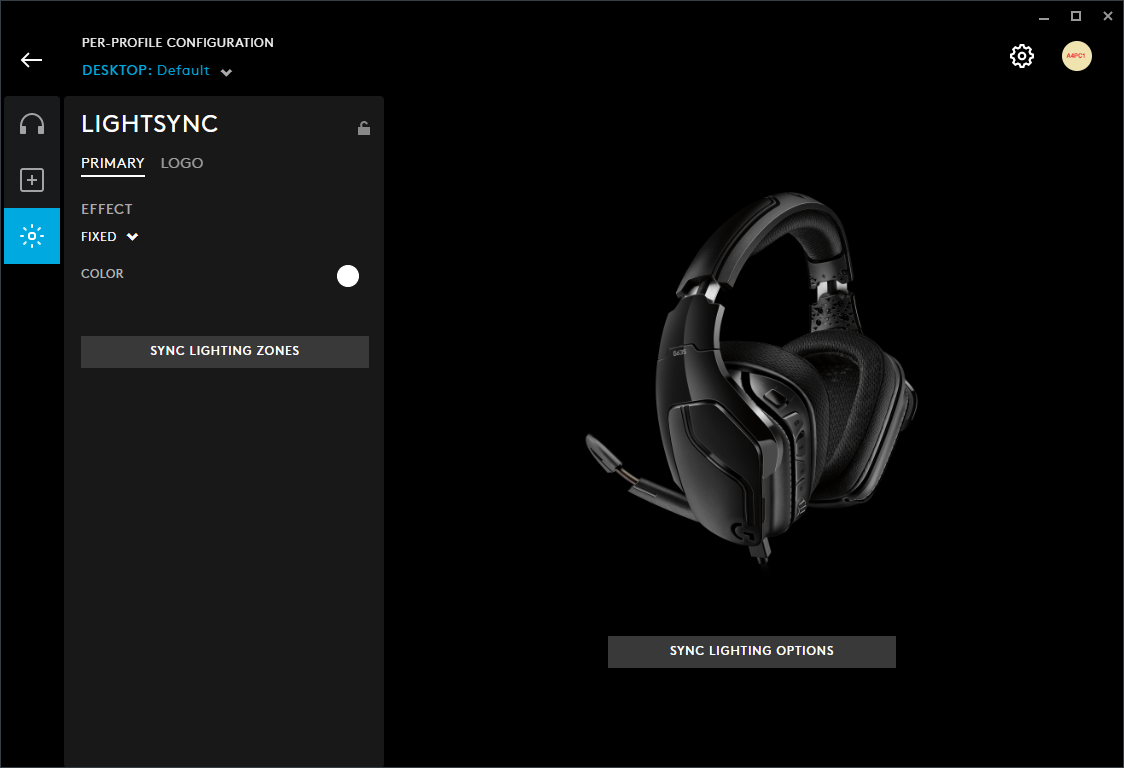 PER-PROFILE CONFIGURATION
DESKTOP: Default
A4PC1
LIGHTSYNC
PRIMARY LOGO
EFFECT
FIXED
COLOR
SYNC LIGHTING ZONES
G635
SYNC LIGHTING OPTIONS